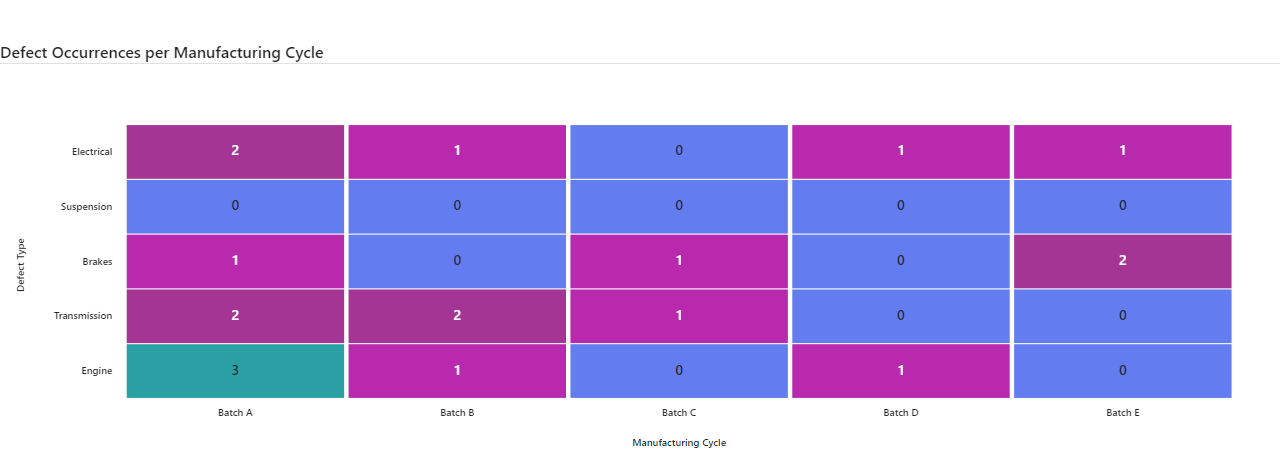 Defect Occurrences per Manufacturing Cycle
Electrical 2 1 0 1 1
Suspension 0 0 0 0 0
Brakes 1 0 1 0 2
Defect Type
Transmission 2 2 1 0 0
Engine 3 1 0 1 0
Batch A Batch B Batch C Batch D Batch E
Manufacturing Cycle